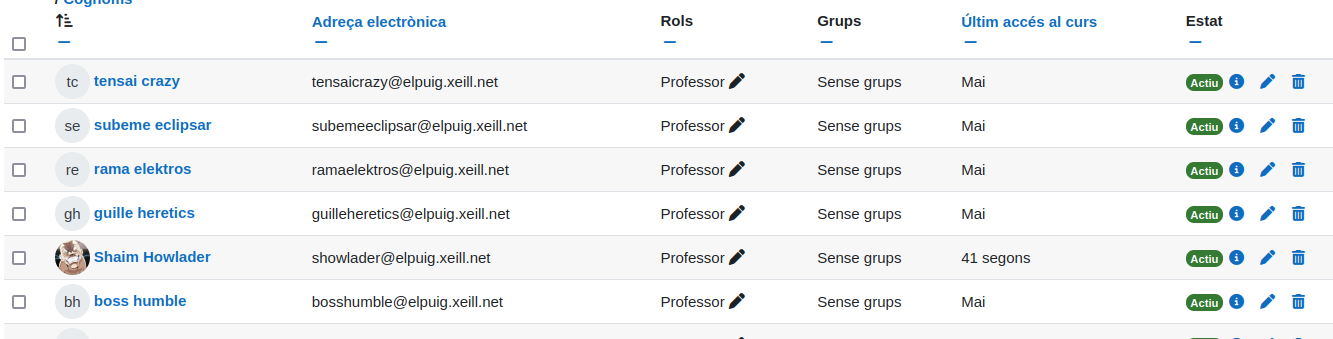 / Cognoms
Adreça electrònica Rols Grups Últim accés al curs Estat
tc tensai crazy tensaicrazy@elpuig.xeill.net Professor Sense grups Mai Actiu
se subeme eclipsar subemeeclipsar@elpuig.xeill.net Professor Sense grups Mai Actiu
re rama elektros ramaelektros@elpuig.xeill.net Professor Sense grups Mai Actiu
gh guille heretics guilleheretics@elpuig.xeill.net Professor Sense grups Mai Actiu
Shaim Howlader showlader@elpuig.xeill.net Professor Sense grups 41 segons Actiu
bh boss humble bosshumble@elpuig.xeill.net Professor Sense grups Mai Actiu